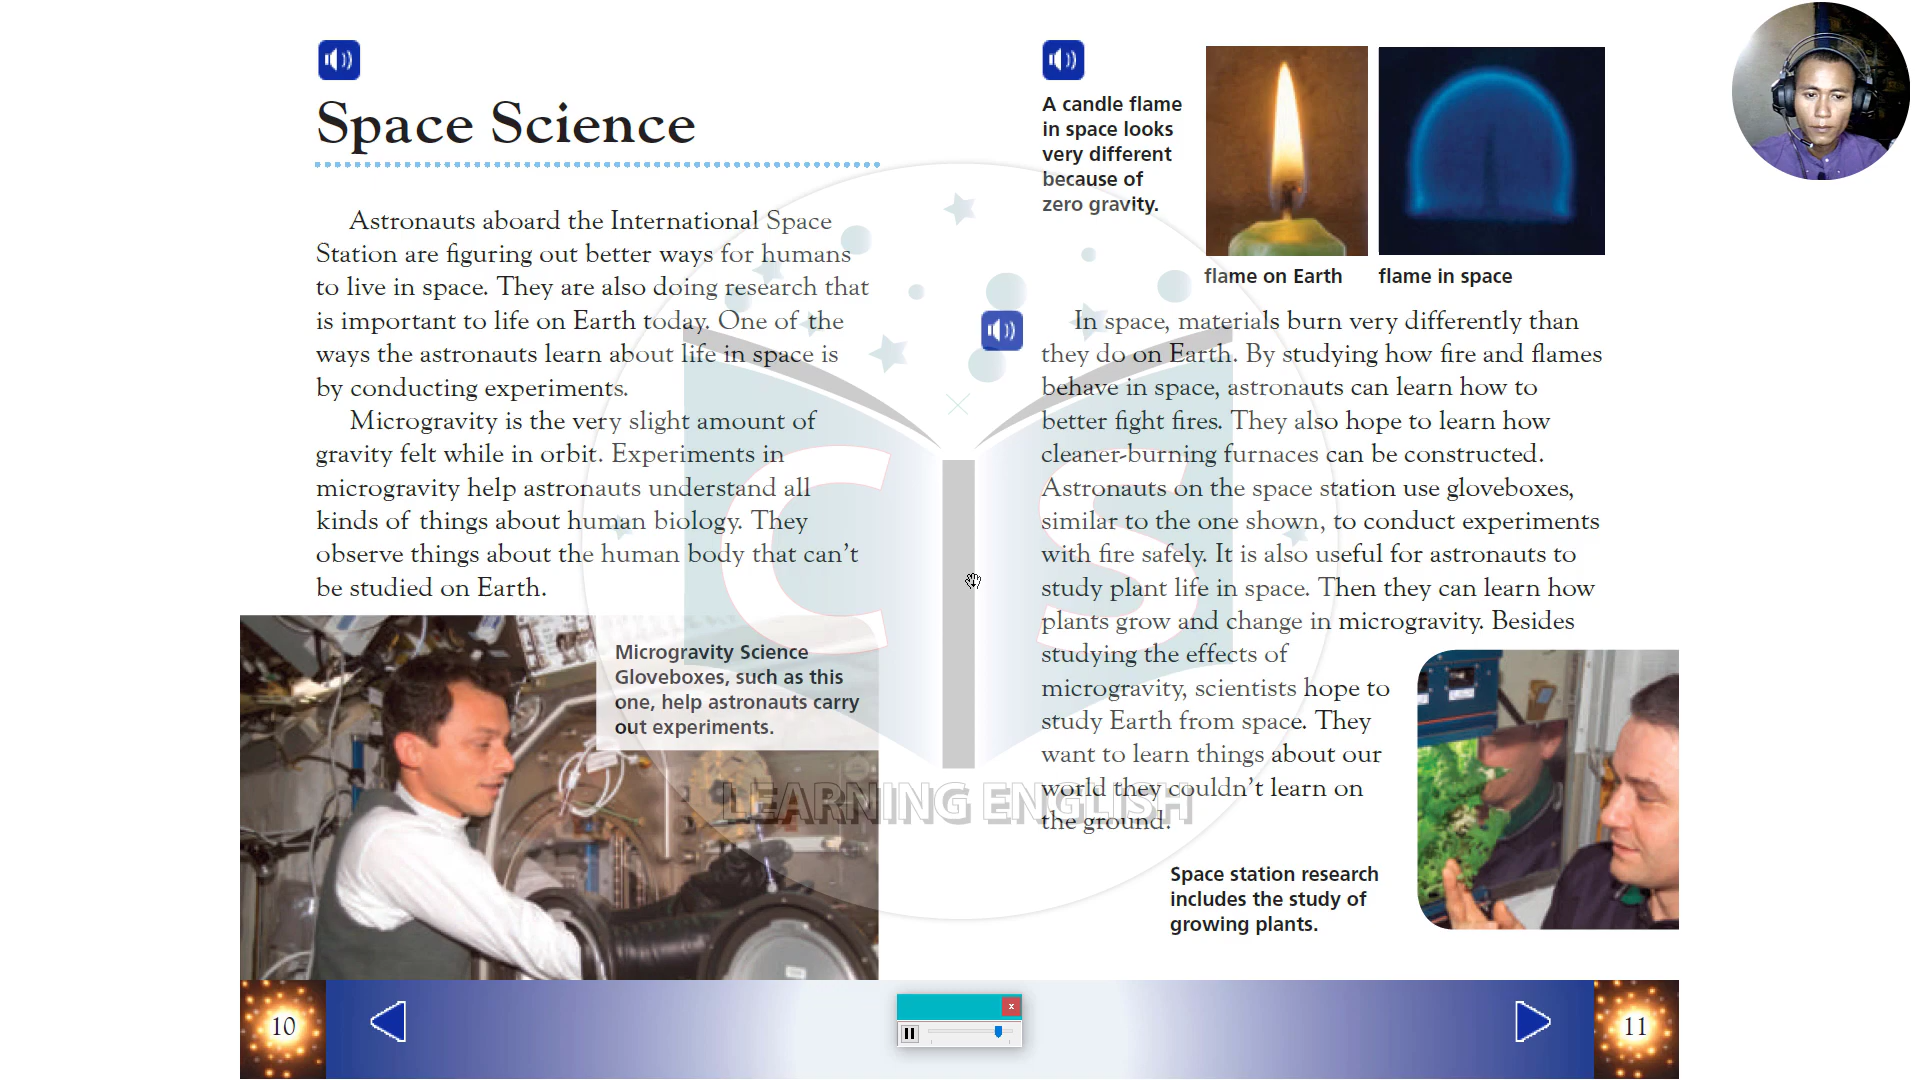 Space Science
Astronauts aboard the International Space
Station are figuring out better ways for humans
to live in space. They are also doing research that
is important to life on Earth today. One of the
ways the astronauts learn about life in space is
by conducting experiments.
Microgravity is the very slight amount of
gravity felt while in orbit. Experiments in
microgravity help astronauts understand all
kinds of things about human biology. They
observe things about the human body that can't
be studied on Earth.
Microgravity Science
Gloveboxes, such as this
one, help astronauts carry
out experiments.
10
A candle flame
in space looks
very different
because of
zero gravity.
flame on Earth
flame in space
In space, materials burn very differently than
they do on Earth. By studying how fire and flames
behave in space, astronauts can learn how to
better fight fires. They also hope to learn how
cleaner-burning furnaces can be constructed.
Astronauts on the space station use gloveboxes,
similar to the one shown, to conduct experiments
with fire safely. It is also useful for astronauts to
study plant life in space. Then they can learn how
plants grow and change in microgravity. Besides
studying the effects of
microgravity, scientists hope to
study Earth from space. They
want to learn things about our
world they couldn't learn on
the ground.
Space station research
includes the study of
growing plants.
11
CS
LEARNING ENGLISH
x